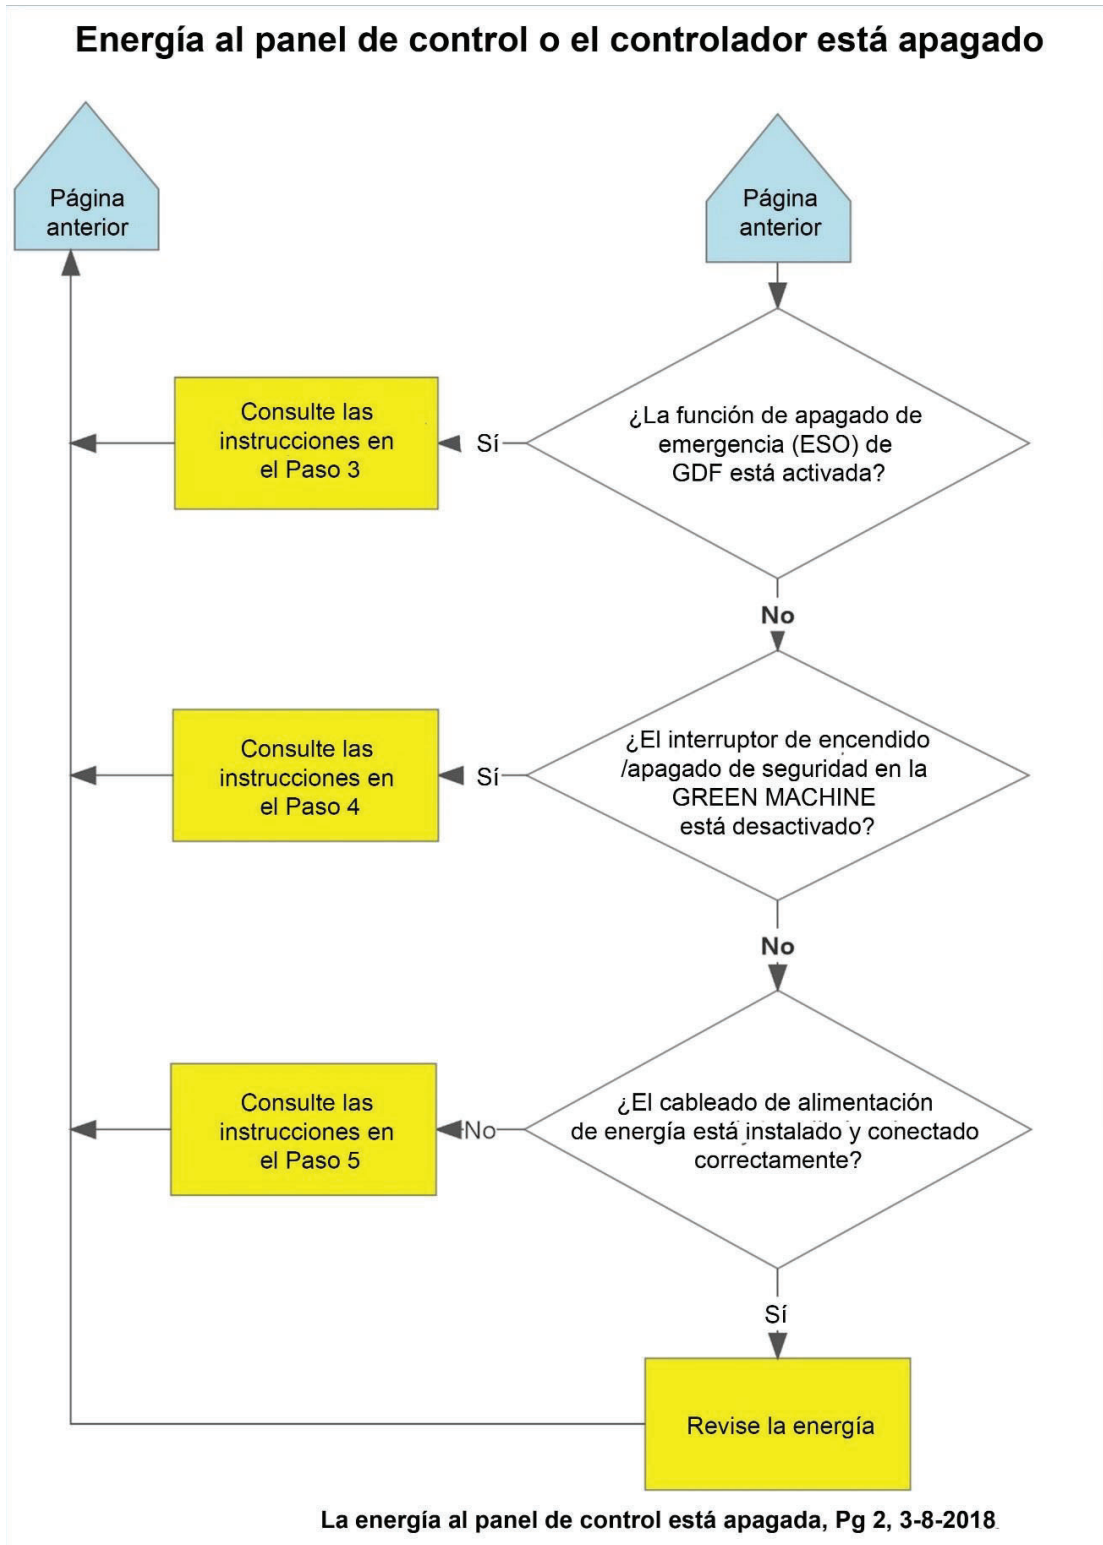 Energía al panel de control o el controlador está apagado
Página
anterior
Página
anterior
Consulte las
instrucciones en
el Paso 3
Sí
¿La función de apagado de
emergencia (ESO) de
GDF está activada?
No
Consulte las
instrucciones en
el Paso 4
Sí
¿El interruptor de encendido
/apagado de seguridad en la
GREEN MACHINE
está desactivado?
No
Consulte las
instrucciones en
el Paso 5
No
¿El cableado de alimentación
de energía está instalado y conectado
correctamente?
Sí
Revise la energía
La energía al panel de control está apagada, Pg 2, 3-8-2018.